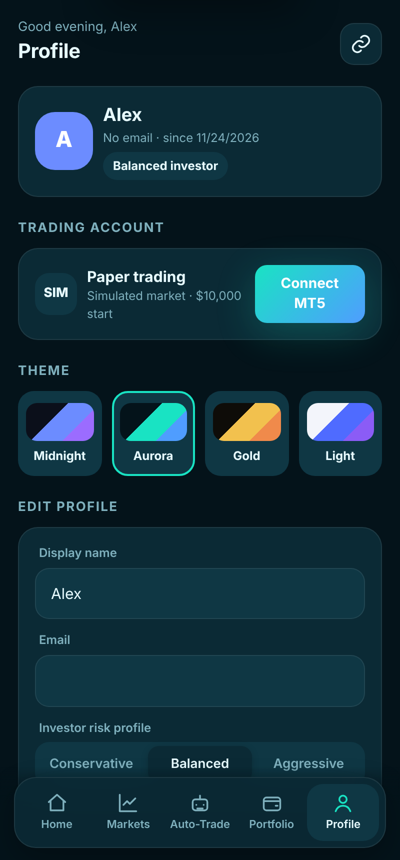 Good evening, Alex
Profile
A
Alex
No email · since 11/24/2026
Balanced investor
TRADING ACCOUNT
SIM
Paper trading
Simulated market · $10,000
start
Connect
MT5
THEME
Midnight
Aurora
Gold
Light
EDIT PROFILE
Display name
Alex
Email
Investor risk profile
Conservative
Balanced
Aggressive
Home
Markets
Auto-Trade
Portfolio
Profile